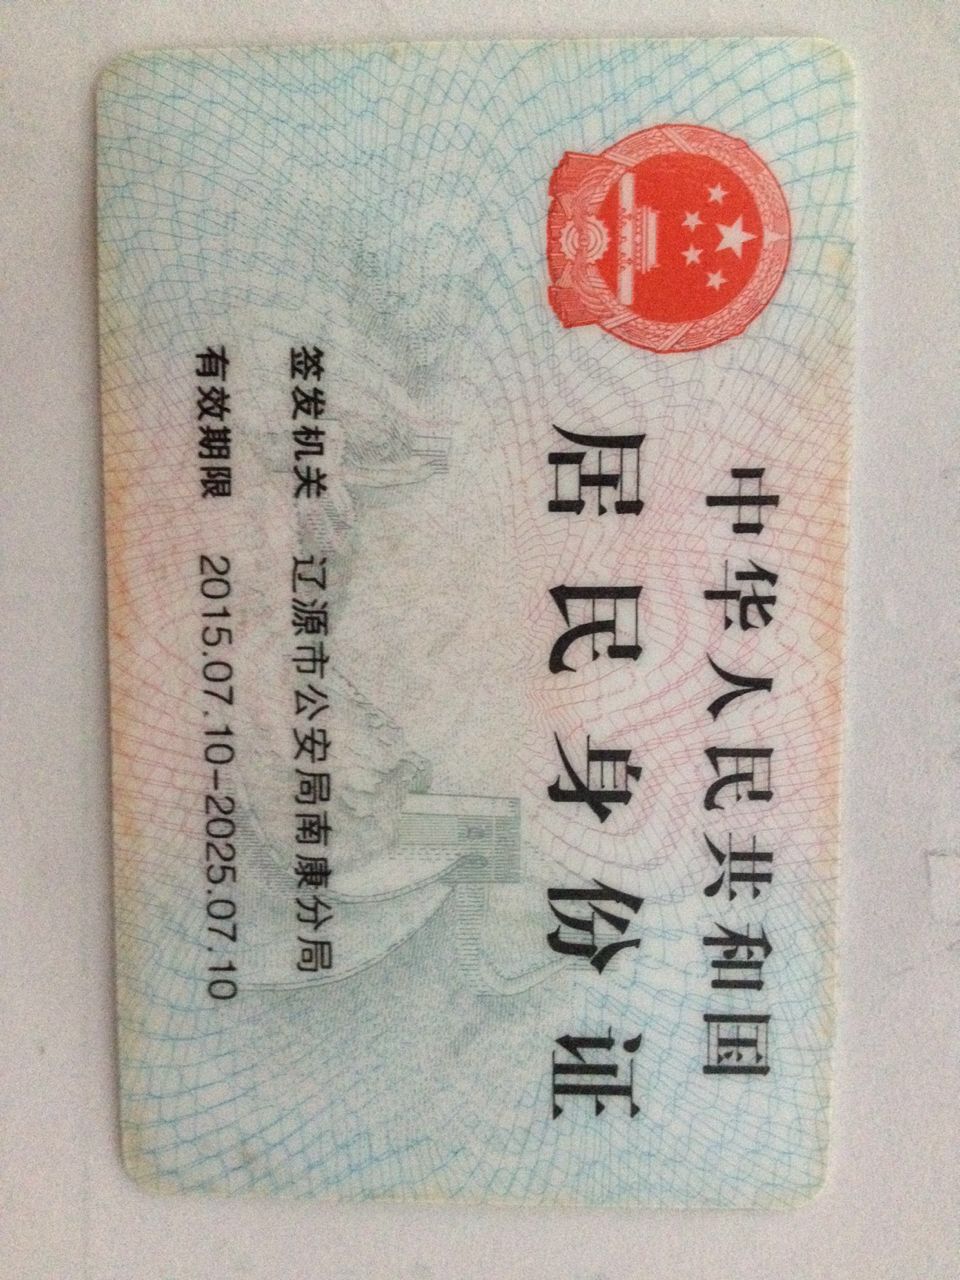 中华人民共和国
居民身份证
签发机关 辽源市公安局南康分局
有效期限 2015.07.10-2025.07.10